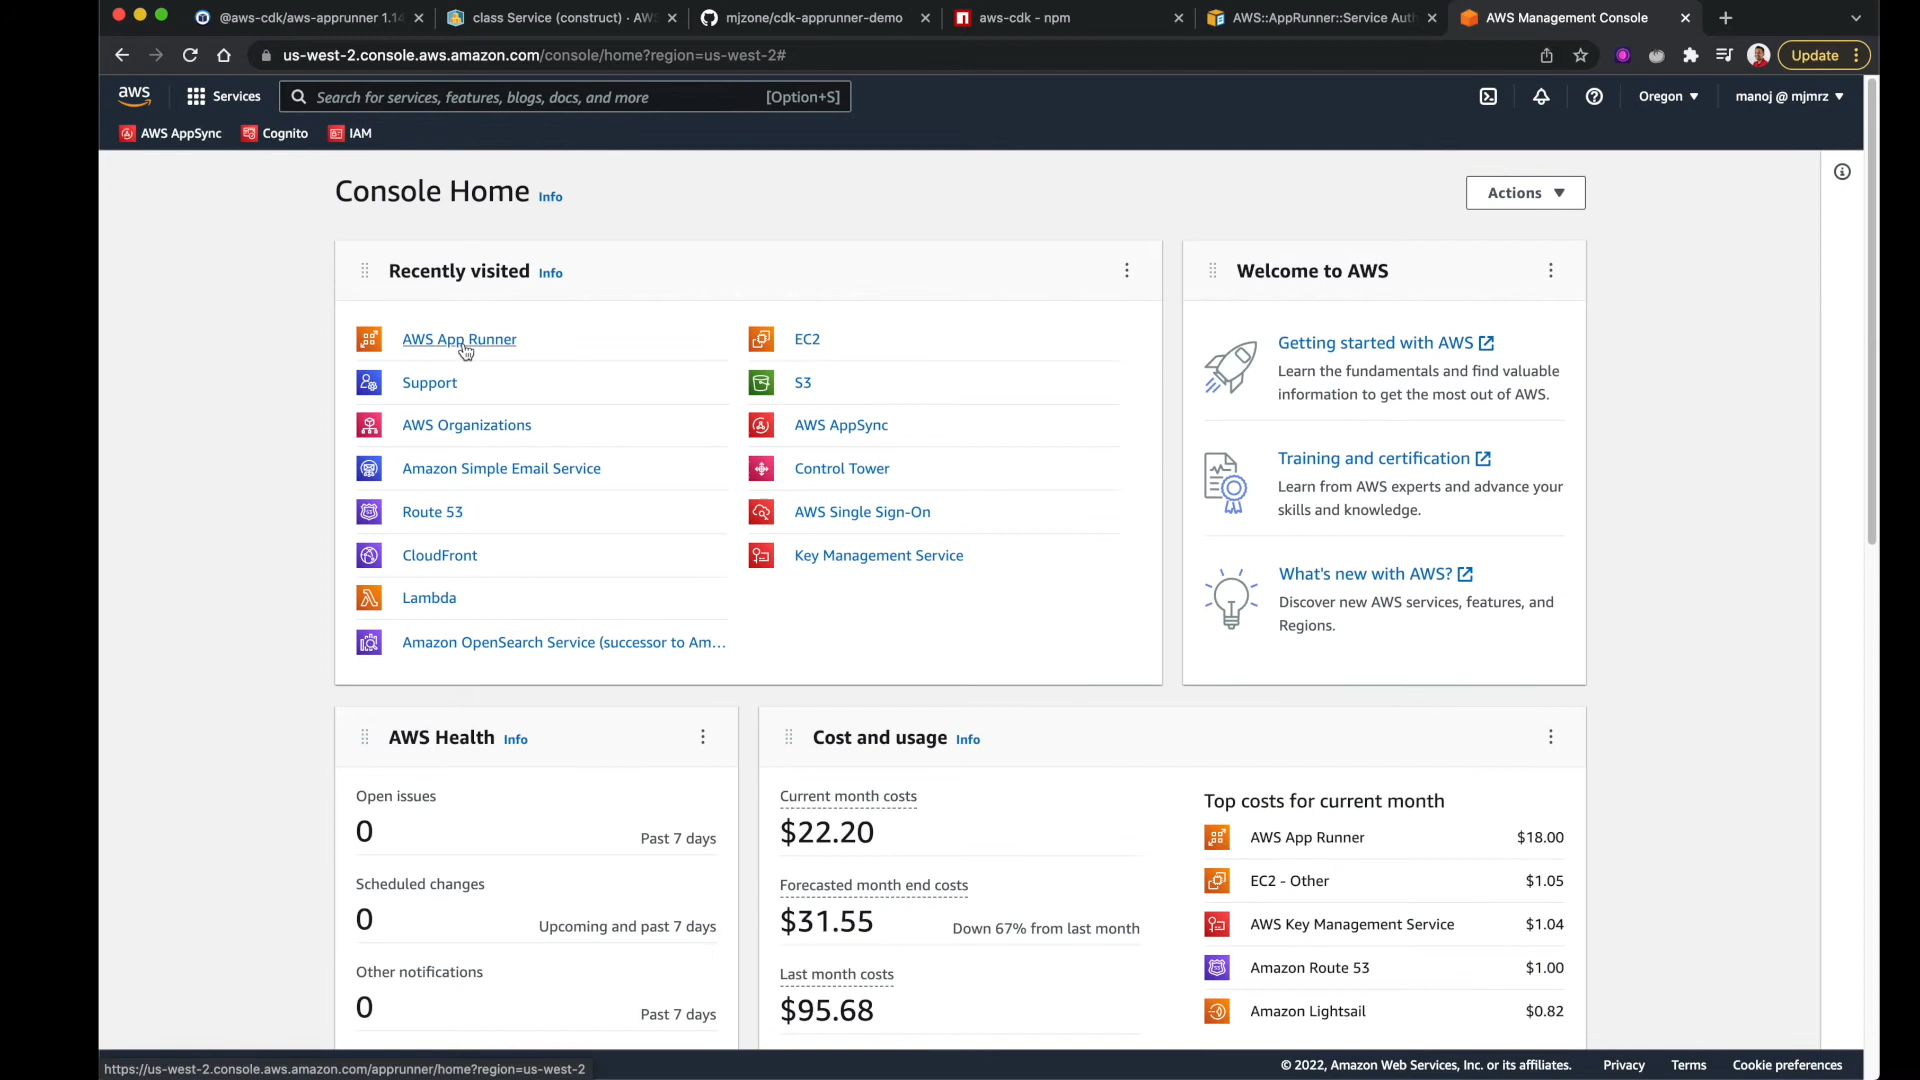 @aws-cdk/aws-apprunner 1.14
class Service (construct) · AWS
mjzone/cdk-apprunner-demo
aws-cdk - npm
AWS::AppRunner::Service Auto
AWS Management Console
us-west-2.console.aws.amazon.com/console/home?region=us-west-2#
Update
aws
Services
Search for services, features, blogs, docs, and more
[Option+S]
Oregon
manoj @ mjmrz
AWS AppSync
Cognito
IAM
Console Home Info
Actions
Recently visited Info
AWS App Runner
Support
AWS Organizations
Amazon Simple Email Service
Route 53
CloudFront
Lambda
Amazon OpenSearch Service (successor to Am...
EC2
S3
AWS AppSync
Control Tower
AWS Single Sign-On
Key Management Service
Welcome to AWS
Getting started with AWS
Learn the fundamentals and find valuable
information to get the most out of AWS.
Training and certification
Learn from AWS experts and advance your
skills and knowledge.
What's new with AWS?
Discover new AWS services, features, and
Regions.
AWS Health Info
Open issues
0 Past 7 days
Scheduled changes
0 Upcoming and past 7 days
Other notifications
0 Past 7 days
Cost and usage Info
Current month costs
$22.20
Forecasted month end costs
$31.55 Down 67% from last month
Last month costs
$95.68
Top costs for current month
AWS App Runner $18.00
EC2 - Other $1.05
AWS Key Management Service $1.04
Amazon Route 53 $1.00
Amazon Lightsail $0.82
https://us-west-2.console.aws.amazon.com/apprunner/home?region=us-west-2
© 2022, Amazon Web Services, Inc. or its affiliates.
Privacy
Terms
Cookie preferences